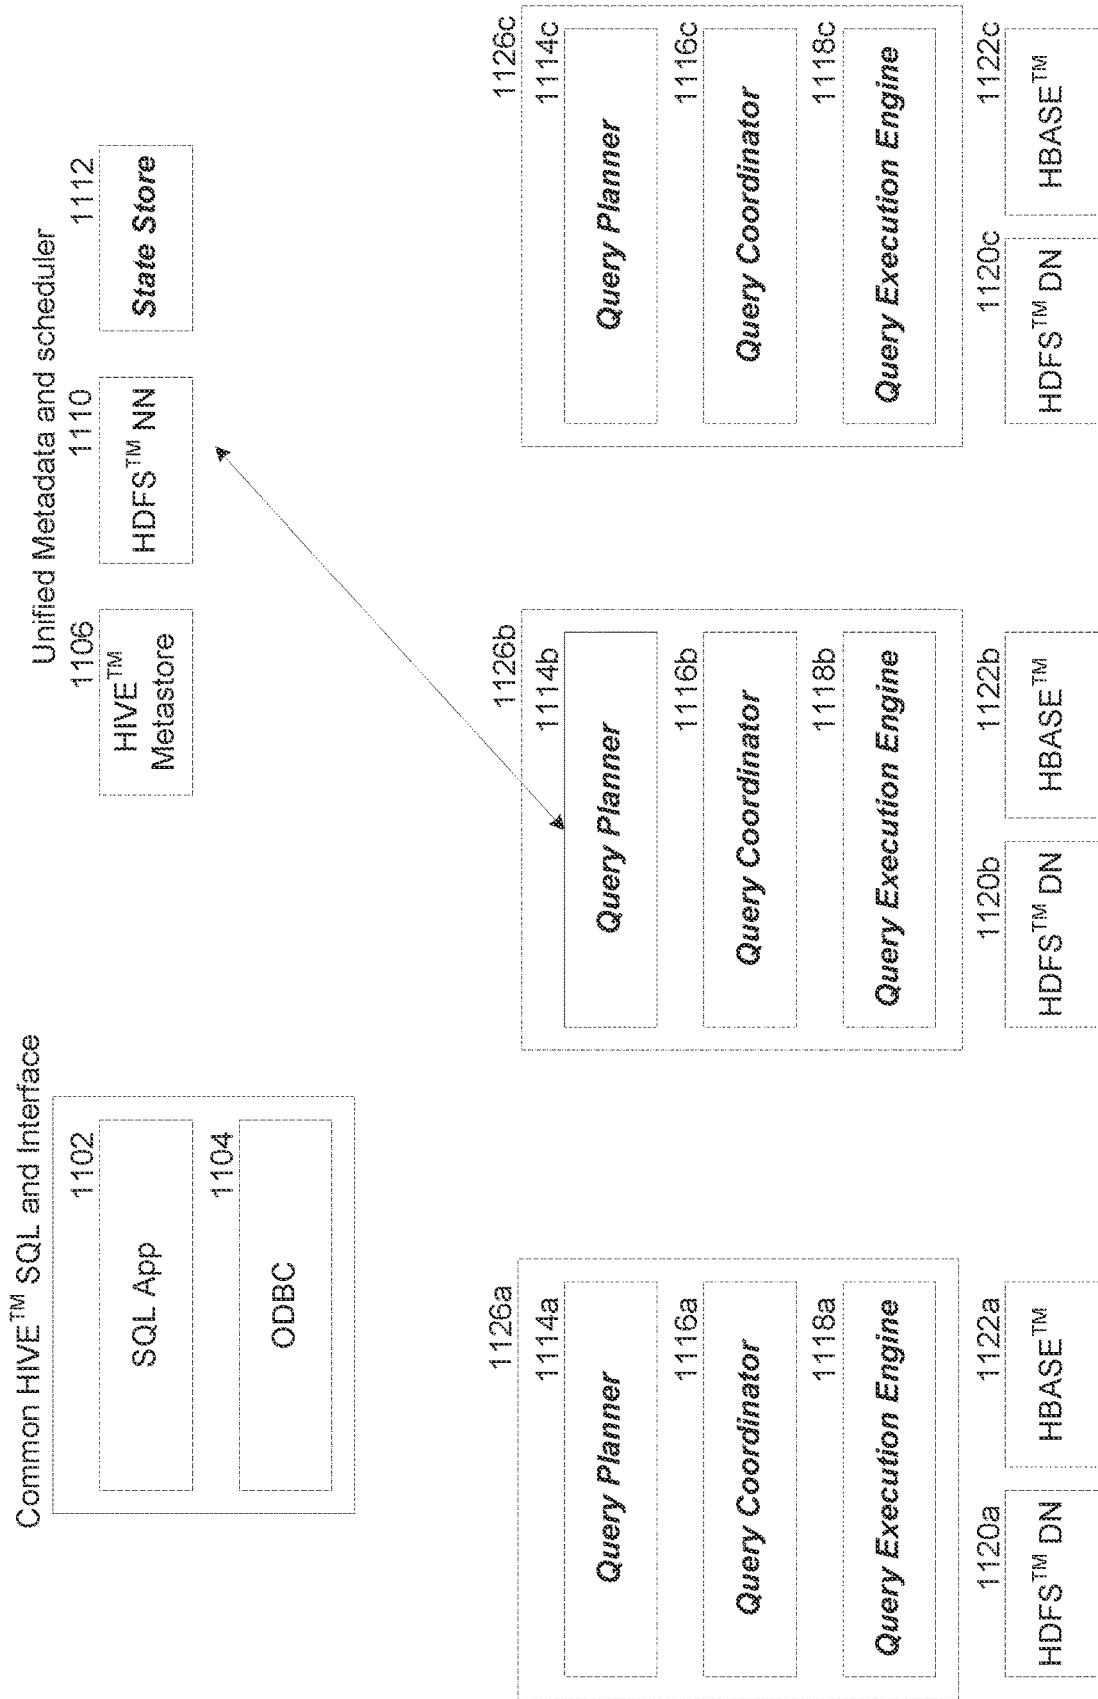 Common HIVE™ SQL and Interface
1102
SQL App
1104
ODBC
Unified Metadata and scheduler
1106
HIVE™
Metastore
1110
HDFS™ NN
1112
State Store
1126a
1114a
Query Planner
1116a
Query Coordinator
1118a
Query Execution Engine
1120a
HDFS™ DN
1122a
HBASE™
1126b
1114b
Query Planner
1116b
Query Coordinator
1118b
Query Execution Engine
1120b
HDFS™ DN
1122b
HBASE™
1126c
1114c
Query Planner
1116c
Query Coordinator
1118c
Query Execution Engine
1120c
HDFS™ DN
1122c
HBASE™